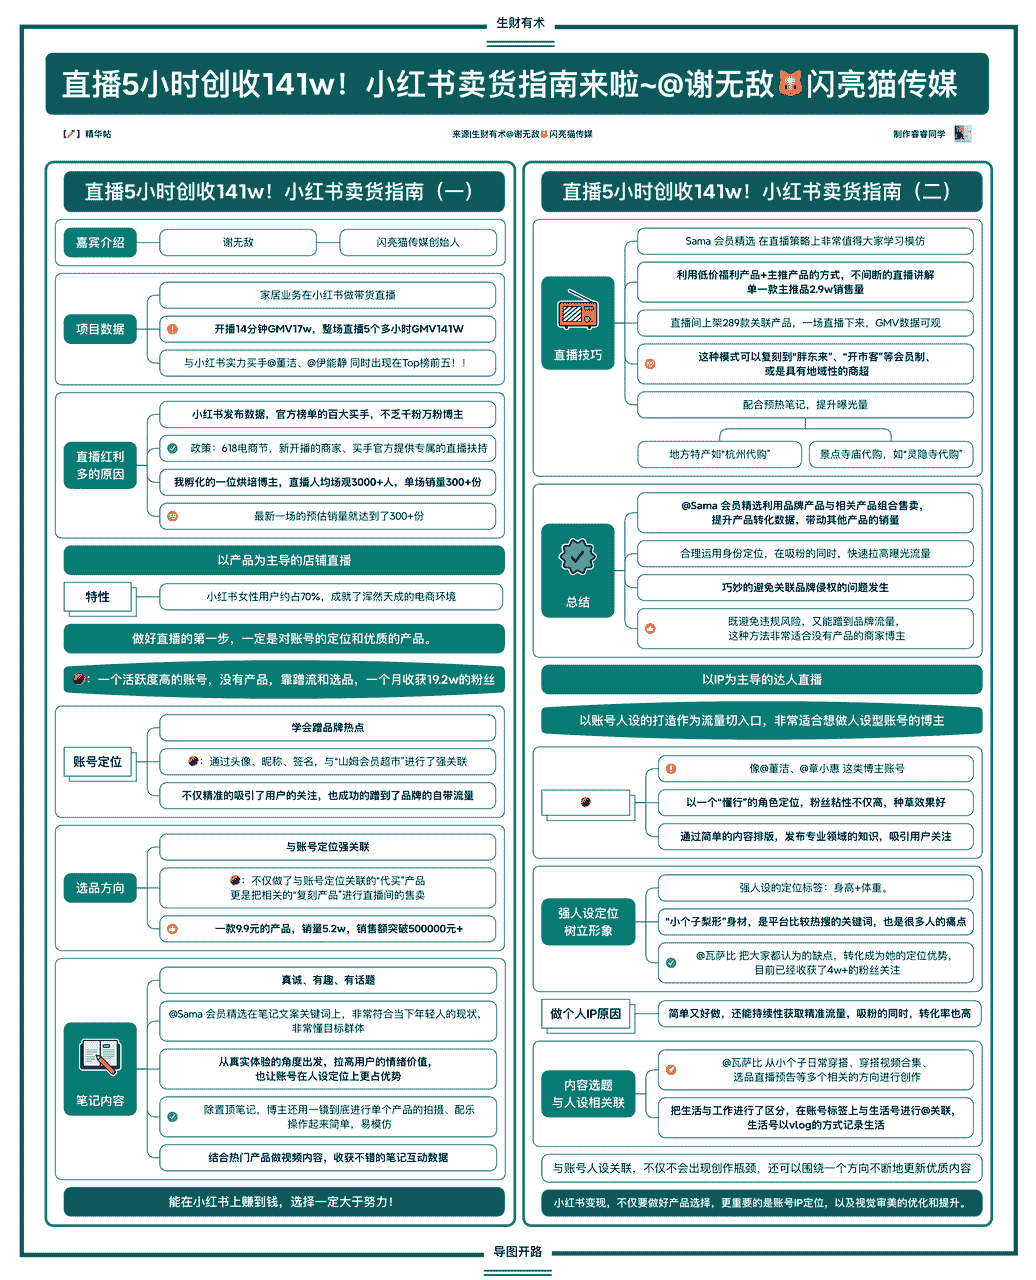 生财有术
直播5小时创收141w！小红书卖货指南来啦~@谢无敌🐱闪亮猫传媒
【📝】精华帖
来源|生财有术@谢无敌🐱闪亮猫传媒
制作睿睿同学
直播5小时创收141w！小红书卖货指南（一）
嘉宾介绍
谢无敌
闪亮猫传媒创始人
项目数据
家居业务在小红书做带货直播
开播14分钟GMV17w，整场直播5个多小时GMV141W
与小红书实力买手@董洁、@伊能静 同时出现在Top榜前五！！
直播红利
多的原因
小红书发布数据，官方榜单的百大买手，不乏千粉万粉博主
政策：618电商节，新开播的商家、买手官方提供专属的直播扶持
我孵化的一位烘培博主，直播人均场观3000+人，单场销量300+份
最新一场的预估销量就达到了300+份
以产品为主导的店铺直播
特性
小红书女性用户约占70%，成就了浑然天成的电商环境
做好直播的第一步，一定是对账号的定位和优质的产品。
：一个活跃度高的账号，没有产品，靠蹭流和选品，一个月收获19.2w的粉丝
账号定位
学会蹭品牌热点
：通过头像、昵称、签名，与“山姆会员超市”进行了强关联
不仅精准的吸引了用户的关注，也成功的蹭到了品牌的自带流量
选品方向
与账号定位强关联
：不仅做了与账号定位关联的“代买”产品
更是把相关的“复刻产品”进行直播间的售卖
一款9.9元的产品，销量5.2w，销售额突破500000元+
笔记内容
真诚、有趣、有话题
@Sama 会员精选在笔记文案关键词上，非常符合当下年轻人的现状，
非常懂目标群体
从真实体验的角度出发，拉高用户的情绪价值，
也让账号在人设定位上更占优势
除置顶笔记，博主还用一镜到底进行单个产品的拍摄、配乐
操作起来简单，易模仿
结合热门产品做视频内容，收获不错的笔记互动数据
能在小红书上赚到钱，选择一定大于努力！
直播5小时创收141w！小红书卖货指南（二）
直播技巧
Sama 会员精选 在直播策略上非常值得大家学习模仿
利用低价福利产品+主推产品的方式，不间断的直播讲解
单一款主推品2.9w销售量
直播间上架289款关联产品，一场直播下来，GMV数据可观
这种模式可以复刻到“胖东来”、“开市客”等会员制、
或是具有地域性的商超
配合预热笔记，提升曝光量
地方特产如“杭州代购”
景点寺庙代购，如“灵隐寺代购”
总结
@Sama 会员精选利用品牌产品与相关产品组合售卖，
提升产品转化数据，带动其他产品的销量
合理运用身份定位，在吸粉的同时，快速拉高曝光流量
巧妙的避免关联品牌侵权的问题发生
既避免违规风险，又能蹭到品牌流量，
这种方法非常适合没有产品的商家博主
以IP为主导的达人直播
以账号人设的打造作为流量切入口，非常适合想做人设型账号的博主
像@董洁、@章小惠 这类博主账号
以一个“懂行”的角色定位，粉丝粘性不仅高，种草效果好
通过简单的内容排版，发布专业领域的知识，吸引用户关注
强人设定位
树立形象
强人设的定位标签：身高+体重。
“小个子梨形”身材，是平台比较热搜的关键词，也是很多人的痛点
@瓦萨比 把大家都认为的缺点，转化成为她的定位优势，
目前已经收获了4w+的粉丝关注
做个人IP原因
简单又好做，还能持续性获取精准流量，吸粉的同时，转化率也高
内容选题
与人设相关联
@瓦萨比 从小个子日常穿搭、穿搭视频合集、
选品直播预告等多个相关的方向进行创作
把生活与工作进行了区分，在账号标签上与生活号进行@关联，
生活号以vlog的方式记录生活
与账号人设关联，不仅不会出现创作瓶颈，还可以围绕一个方向不断地更新优质内容
小红书变现，不仅要做好产品选择，更重要的是账号IP定位，以及视觉审美的优化和提升。
导图开路